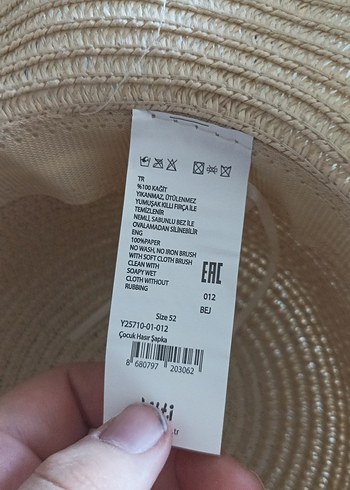 TR
%100 KAĞIT
YIKANMAZ, ÜTÜLENMEZ
YUMUŞAK KILLI FIRÇA İLE
TEMİZLENİR
NEMLİ, SABUNLU BEZ İLE
OVALAMADAN SİLİNEBİLİR
ENG
100%PAPER
NO WASH, NO IRON BRUSH
WITH SOFT CLOTH BRUSH
CLEAN WITH
SOAPY WET
CLOTH WITHOUT
RUBBING
EAC
012
BEJ
Size 52
Y25710-01-012
Çocuk Hasır Şapka
8 680797 203062